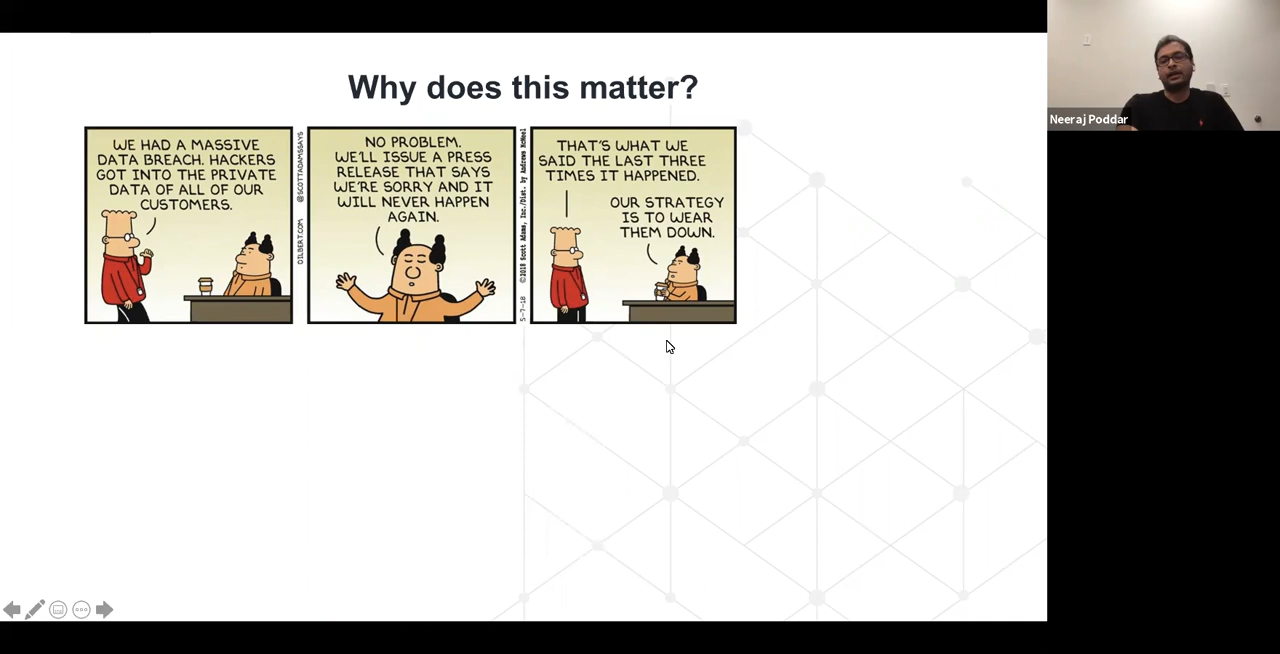 Why does this matter?
WE HAD A MASSIVE
DATA BREACH. HACKERS
GOT INTO THE PRIVATE
DATA OF ALL OF OUR
CUSTOMERS.
DILBERT.COM @SCOTTADAMSSAYS
NO PROBLEM.
WE'LL ISSUE A PRESS
RELEASE THAT SAYS
WE'RE SORRY AND IT
WILL NEVER HAPPEN
AGAIN.
5-7-18 ©2018 Scott Adams, Inc./Dist. by Andrews McMeel
THAT'S WHAT WE
SAID THE LAST THREE
TIMES IT HAPPENED.
OUR STRATEGY
IS TO WEAR
THEM DOWN.
Neeraj Poddar